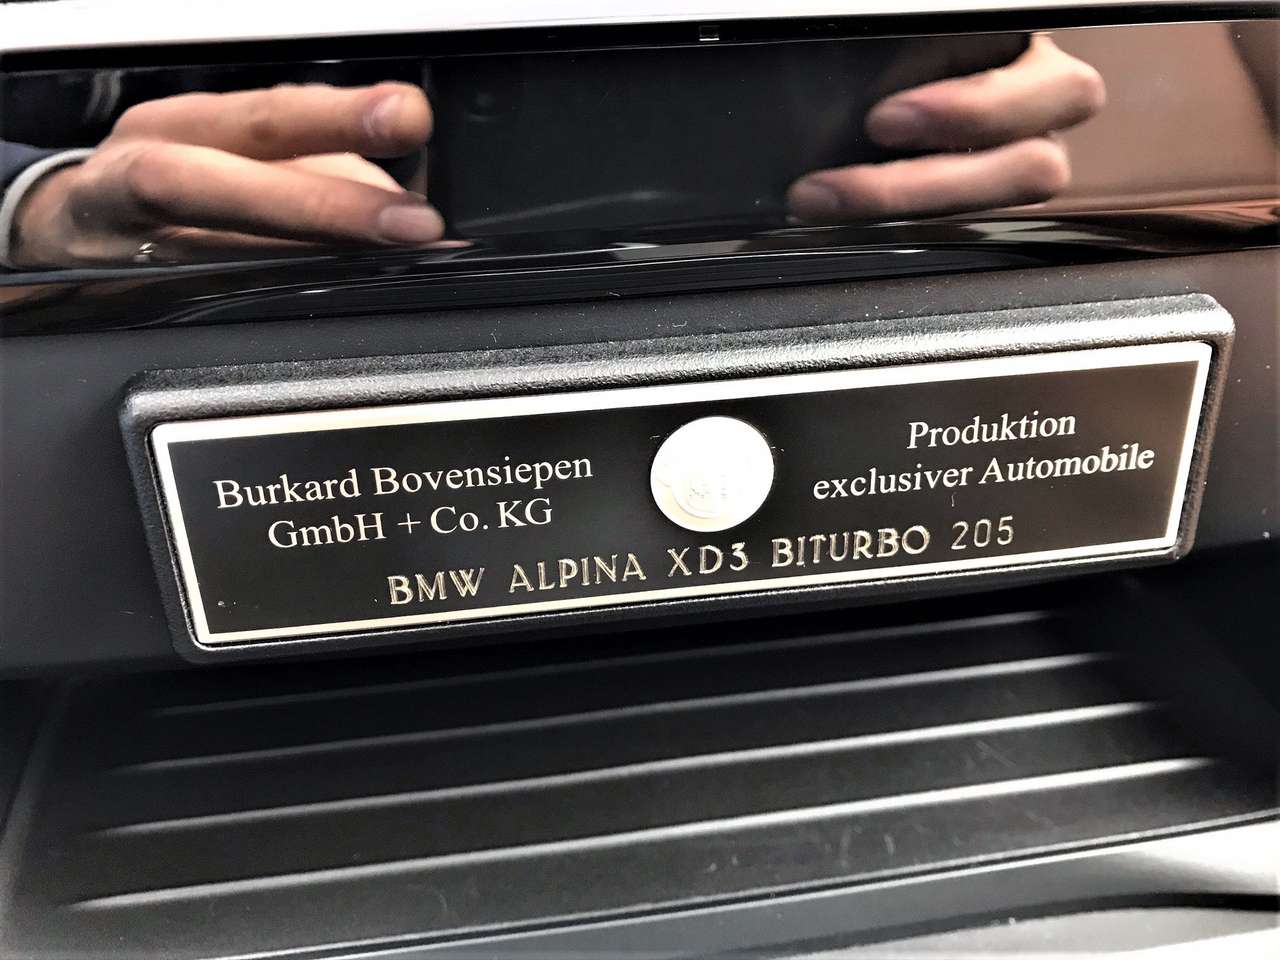 Burkard Bovensiepen
GmbH + Co. KG
Produktion
exclusiver Automobile
BMW ALPINA XD3 BITURBO 205